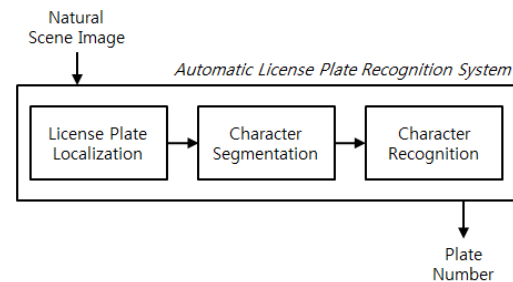 Natural
Scene Image
Automatic License Plate Recognition System
License Plate
Localization
Character
Segmentation
Character
Recognition
Plate
Number